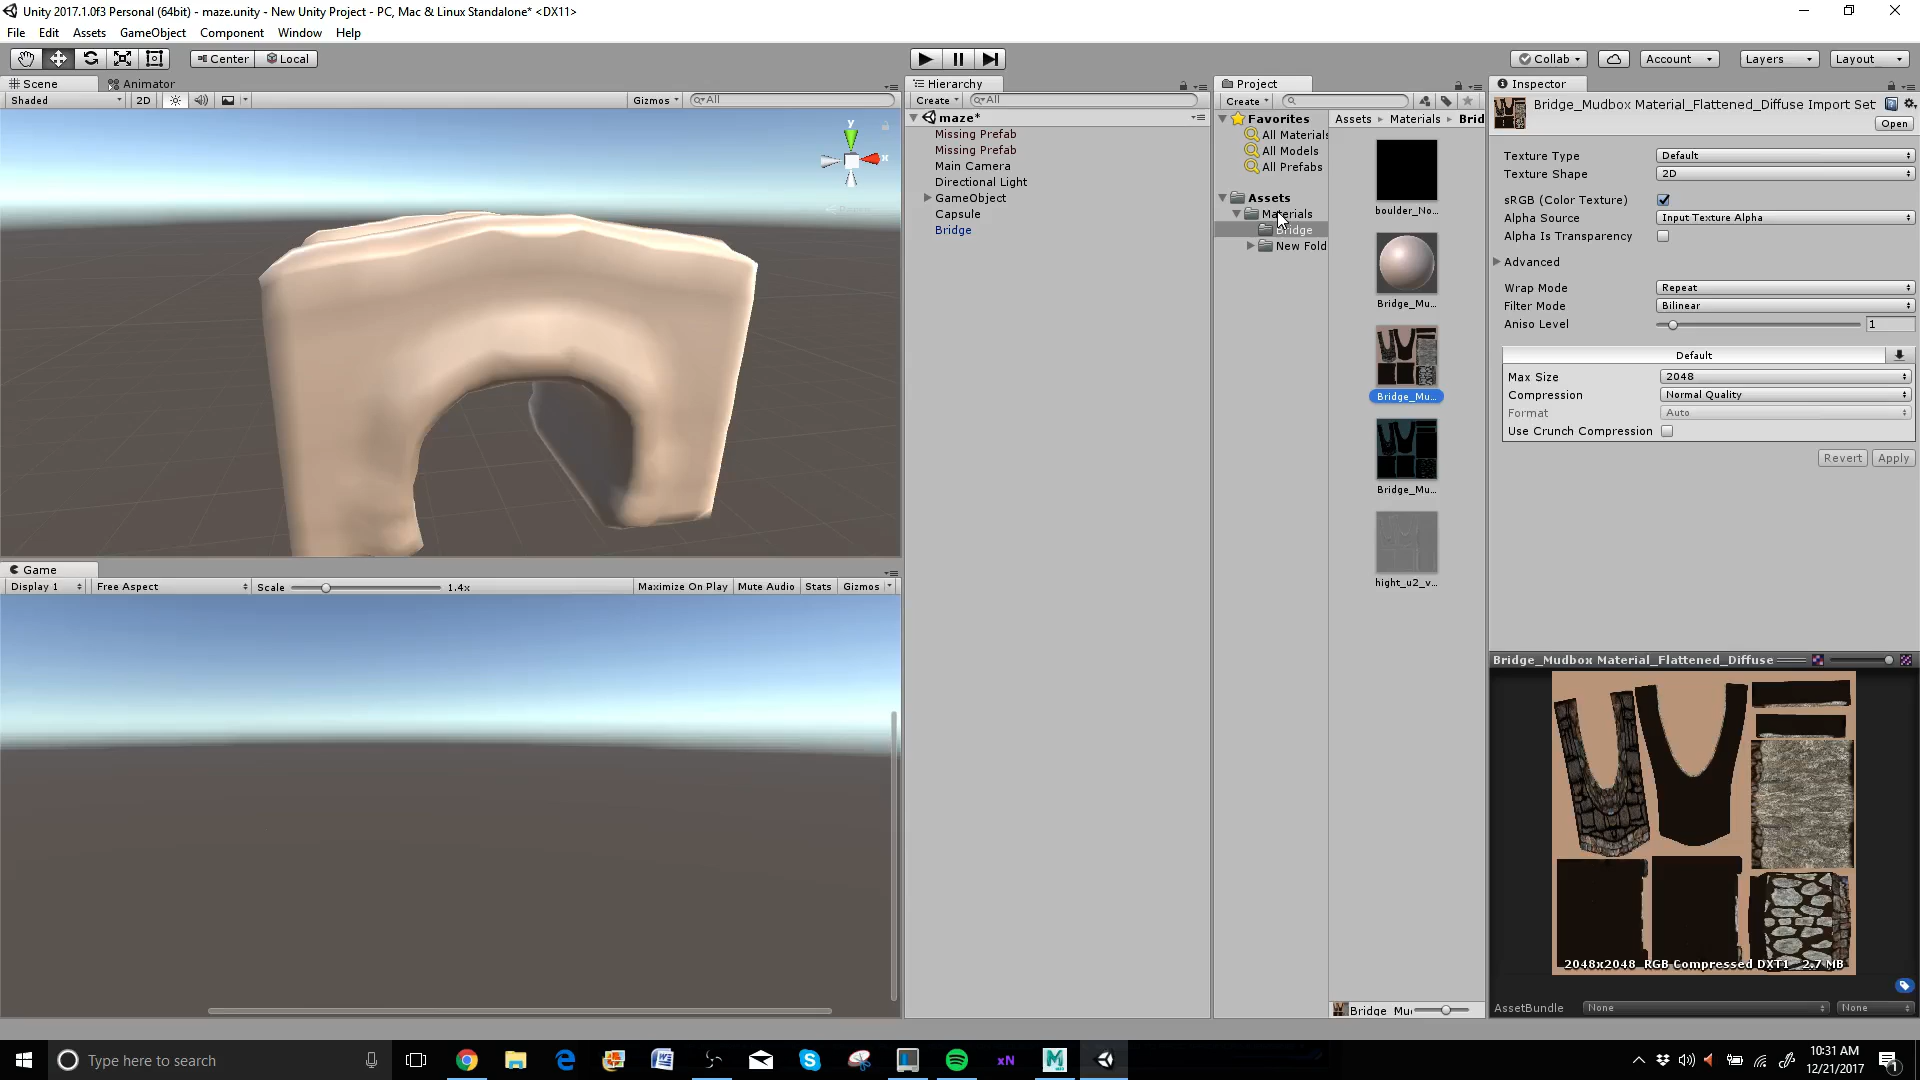 Unity 2017.1.0f3 Personal (64bit) - maze.unity - New Unity Project - PC, Mac & Linux Standalone* <DX11>
File Edit Assets GameObject Component Window Help
Center Local
Collab Account Layers Layout
Scene Animator
Shaded 2D Gizmos All
y
x
Game
Display 1 Free Aspect Scale 1.4x Maximize On Play Mute Audio Stats Gizmos
Hierarchy
Create All
maze*
Missing Prefab
Missing Prefab
Main Camera
Directional Light
GameObject
Capsule
Bridge
Project
Create
Favorites
All Materials
All Models
All Prefabs
Assets
Materials
Bridge
New Fold
Assets Materials Brid
boulder_No...
Bridge_Mu...
Bridge_Mu...
Bridge_Mu...
hight_u2_v...
Bridge_Mu
Inspector
Bridge_Mudbox Material_Flattened_Diffuse Import Set
Open
Texture Type Default
Texture Shape 2D
sRGB (Color Texture)
Alpha Source Input Texture Alpha
Alpha Is Transparency
Advanced
Wrap Mode Repeat
Filter Mode Bilinear
Aniso Level 1
Default
Max Size 2048
Compression Normal Quality
Format Auto
Use Crunch Compression
Revert Apply
Bridge_Mudbox Material_Flattened_Diffuse
2048x2048 RGB Compressed DXT1 2.7 MB
AssetBundle None None
Type here to search
xN
10:31 AM
12/21/2017
1